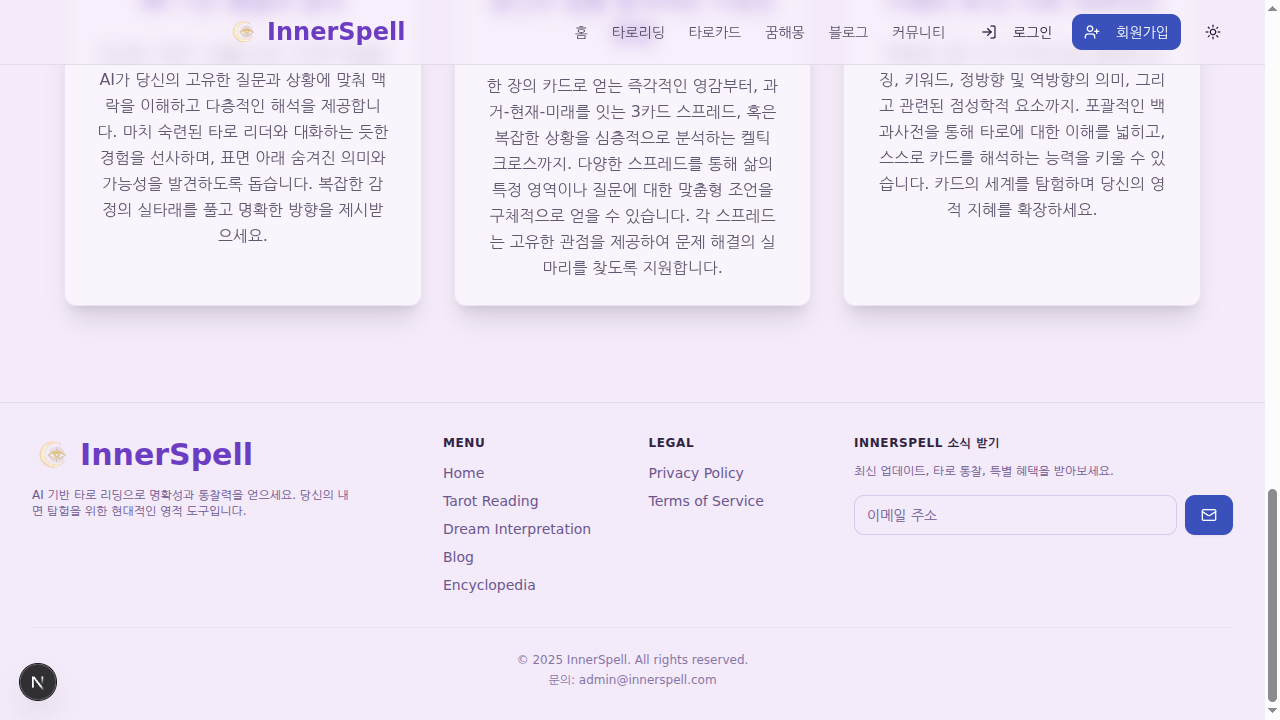 InnerSpell
홈
타로리딩
타로카드
꿈해몽
블로그
커뮤니티
로그인
회원가입
AI가 당신의 고유한 질문과 상황에 맞춰 맥
락을 이해하고 다층적인 해석을 제공합니
다. 마치 숙련된 타로 리더와 대화하는 듯한
경험을 선사하며, 표면 아래 숨겨진 의미와
가능성을 발견하도록 돕습니다. 복잡한 감
정의 실타래를 풀고 명확한 방향을 제시받
으세요.
한 장의 카드로 얻는 즉각적인 영감부터, 과
거-현재-미래를 잇는 3카드 스프레드, 혹은
복잡한 상황을 심층적으로 분석하는 켈틱
크로스까지. 다양한 스프레드를 통해 삶의
특정 영역이나 질문에 대한 맞춤형 조언을
구체적으로 얻을 수 있습니다. 각 스프레드
는 고유한 관점을 제공하여 문제 해결의 실
마리를 찾도록 지원합니다.
징, 키워드, 정방향 및 역방향의 의미, 그리
고 관련된 점성학적 요소까지. 포괄적인 백
과사전을 통해 타로에 대한 이해를 넓히고,
스스로 카드를 해석하는 능력을 키울 수 있
습니다. 카드의 세계를 탐험하며 당신의 영
적 지혜를 확장하세요.
InnerSpell
AI 기반 타로 리딩으로 명확성과 통찰력을 얻으세요. 당신의 내
면 탐험을 위한 현대적인 영적 도구입니다.
MENU
Home
Tarot Reading
Dream Interpretation
Blog
Encyclopedia
LEGAL
Privacy Policy
Terms of Service
INNERSPELL 소식 받기
최신 업데이트, 타로 통찰, 특별 혜택을 받아보세요.
이메일 주소
© 2025 InnerSpell. All rights reserved.
문의: admin@innerspell.com